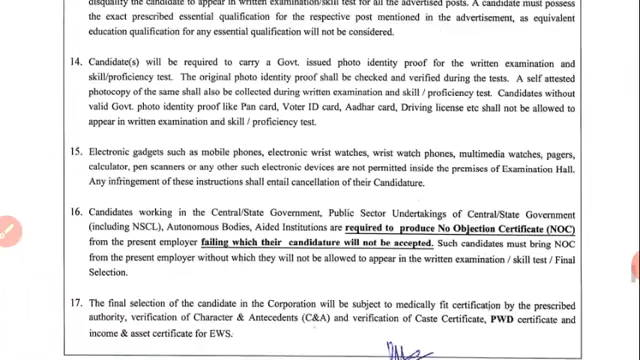 disqualify the candidate to appear in written examination/skill test for all the advertised posts. A candidate must possess
the exact prescribed essential qualification for the respective post mentioned in the advertisement, as equivalent
education qualification for any essential qualification will not be considered.
14. Candidate(s) will be required to carry a Govt. issued photo identity proof for the written examination and
skill/proficiency test. The original photo identity proof shall be checked and verified during the tests. A self attested
photocopy of the same shall also be collected during written examination and skill / proficiency test. Candidates without
valid Govt. photo identity proof like Pan card, Voter ID card, Aadhar card, Driving license etc shall not be allowed to
appear in written examination and skill / proficiency test.
15. Electronic gadgets such as mobile phones, electronic wrist watches, wrist watch phones, multimedia watches, pagers,
calculator, pen scanners or any other such electronic devices are not permitted inside the premises of Examination Hall.
Any infringement of these instructions shall entail cancellation of their Candidature.
16. Candidates working in the Central/State Government, Public Sector Undertakings of Central/State Government
(including NSCL), Autonomous Bodies, Aided Institutions are required to produce No Objection Certificate (NOC)
from the present employer failing which their candidature will not be accepted. Such candidates must bring NOC
from the present employer without which they will not be allowed to appear in the written examination / skill test / Final
Selection.
17. The final selection of the candidate in the Corporation will be subject to medically fit certification by the prescribed
authority, verification of Character & Antecedents (C&A) and verification of Caste Certificate, PWD certificate and
income & asset certificate for EWS.